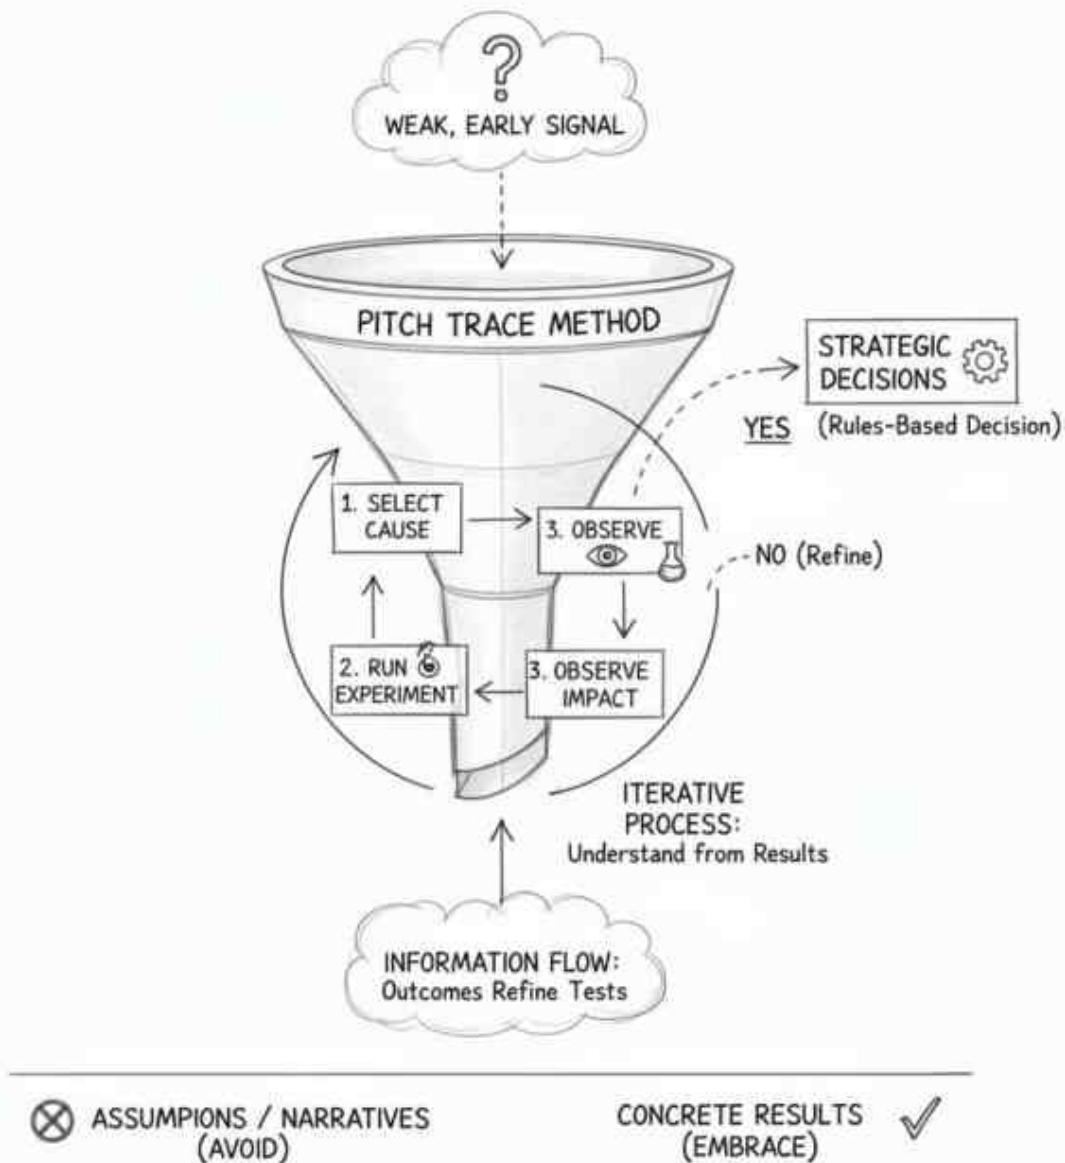 ?
WEAK, EARLY SIGNAL
PITCH TRACE METHOD
STRATEGIC
DECISIONS
YES (Rules-Based Decision)
1. SELECT
CAUSE
3. OBSERVE
NO (Refine)
2. RUN
EXPERIMENT
3. OBSERVE
IMPACT
ITERATIVE
PROCESS:
Understand from Results
INFORMATION FLOW:
Outcomes Refine Tests
ASSUMPIONS / NARRATIVES
(AVOID)
CONCRETE RESULTS
(EMBRACE)